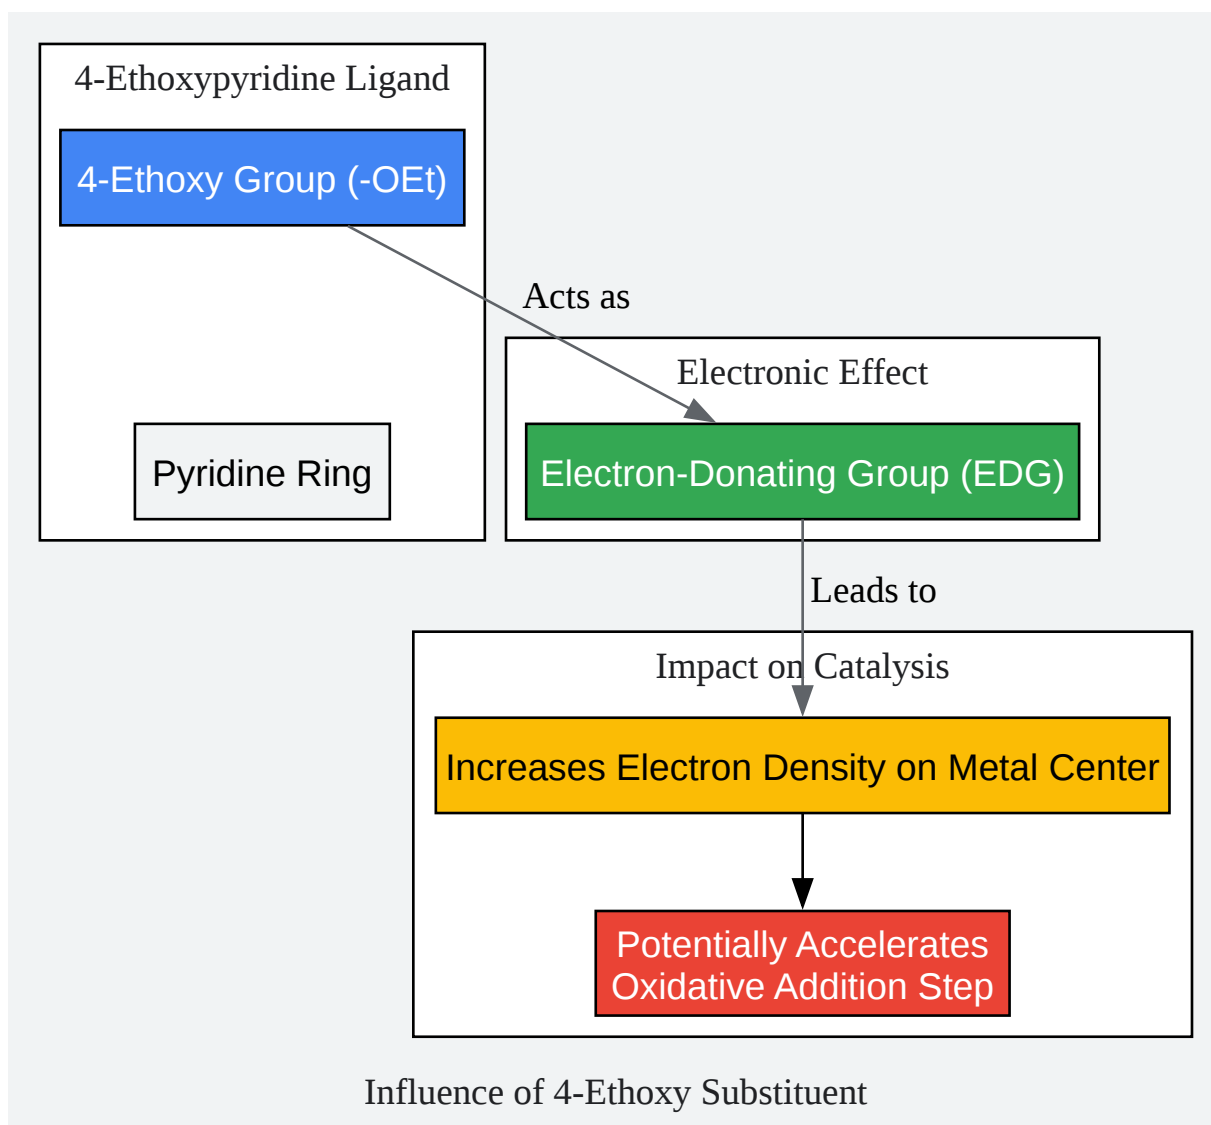 4-Ethoxypyridine Ligand
4-Ethoxy Group (-OEt)
Acts as
Electronic Effect
Pyridine Ring
Electron-Donating Group (EDG)
Leads to
Impact on Catalysis
Increases Electron Density on Metal Center
Potentially Accelerates
Oxidative Addition Step
Influence of 4-Ethoxy Substituent